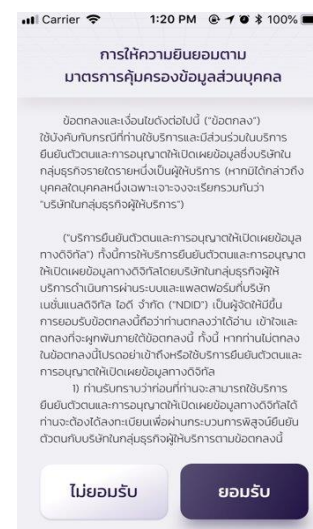 Carrier 1:20 PM 100%
การให้ความยินยอมตาม
มาตรการคุ้มครองข้อมูลส่วนบุคคล
ข้อตกลงและเงื่อนไขดังต่อไปนี้ ("ข้อตกลง")
ใช้บังคับกับกรณีที่ท่านใช้บริการและมีส่วนร่วมในบริการ
ยืนยันตัวตนและการอนุญาตให้เปิดเผยข้อมูลซึ่งบริษัทใน
กลุ่มธุรกิจรายใดรายหนึ่งเป็นผู้ให้บริการ (หากมิได้กล่าวถึง
บุคคลใดบุคคลหนึ่งเฉพาะเจาะจงจะเรียกรวมกันว่า
"บริษัทในกลุ่มธุรกิจผู้ให้บริการ")
("บริการยืนยันตัวตนและการอนุญาตให้เปิดเผยข้อมูล
ทางดิจิทัล") ทั้งนี้การให้บริการยืนยันตัวตนและการอนุญาต
ให้เปิดเผยข้อมูลทางดิจิทัลโดยบริษัทในกลุ่มธุรกิจผู้ให้
บริการดำเนินการผ่านระบบและแพลตฟอร์มที่บริษัท
เนชั่นแนลดิจิทัล ไอดี จำกัด ("NDID") เป็นผู้จัดให้มีขึ้น
การยอมรับข้อตกลงนี้ถือว่าท่านตกลงว่าได้อ่าน เข้าใจและ
ตกลงที่จะผูกพันภายใต้ข้อตกลงนี้ ทั้งนี้ หากท่านไม่ตกลง
ในข้อตกลงนี้โปรดอย่าเข้าถึงหรือใช้บริการยืนยันตัวตนและ
การอนุญาตให้เปิดเผยข้อมูลทางดิจิทัล
1) ท่านรับทราบว่าก่อนที่ท่านจะสามารถใช้บริการ
ยืนยันตัวตนและการอนุญาตให้เปิดเผยข้อมูลทางดิจิทัลได้
ท่านจะต้องได้ลงทะเบียนเพื่อผ่านกระบวนการพิสูจน์ยืนยัน
ตัวตนกับบริษัทในกลุ่มธุรกิจผู้ให้บริการตามข้อตกลงนี้
ไม่ยอมรับ ยอมรับ